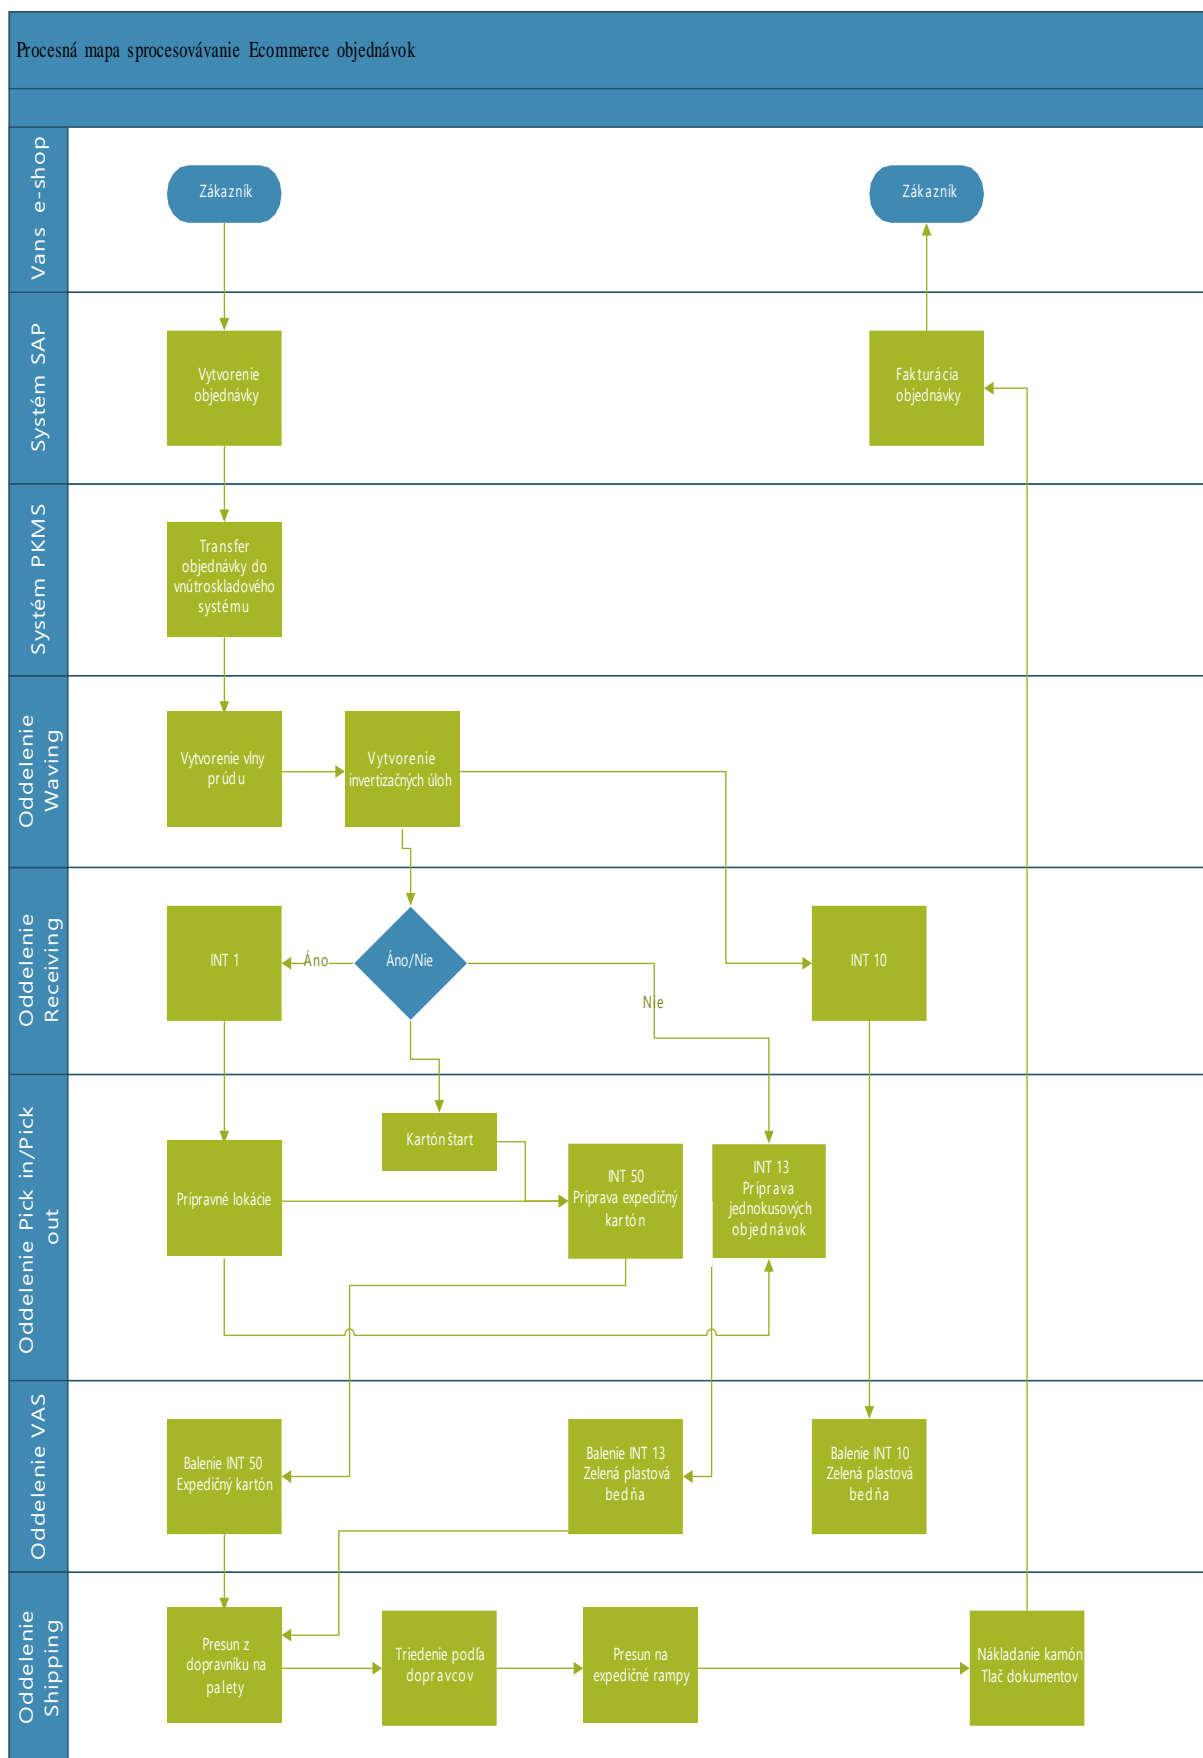 Procesná mapa sprocesovávanie Ecommerce objednávok
Vans e-shop
Zákazník
Zákazník
Systém SAP
Vytvorenie
objednávky
Fakturácia
objednávky
Systém PKMS
Transfer
objednávky do
vnútroskladového
systému
Oddelenie
Waving
Vytvorenie vlny
prúdu
Vytvorenie
invertizačných úloh
Oddelenie
Receiving
INT 1
Áno
Áno/Nie
Nie
INT 10
Oddelenie Pick in/Pick
out
Kartón štart
Prípravné lokácie
INT 50
Príprava expedičný
kartón
INT 13
Príprava
jednokusových
objednávok
Oddelenie VAS
Balenie INT 50
Expedičný kartón
Balenie INT 13
Zelená plastová
bedňa
Balenie INT 10
Zelená plastová
bedňa
Oddelenie
Shipping
Presun z
dopravníku na
palety
Triedenie podľa
dopravcov
Presun na
expedičné rampy
Nákladanie kamón
Tlač dokumentov